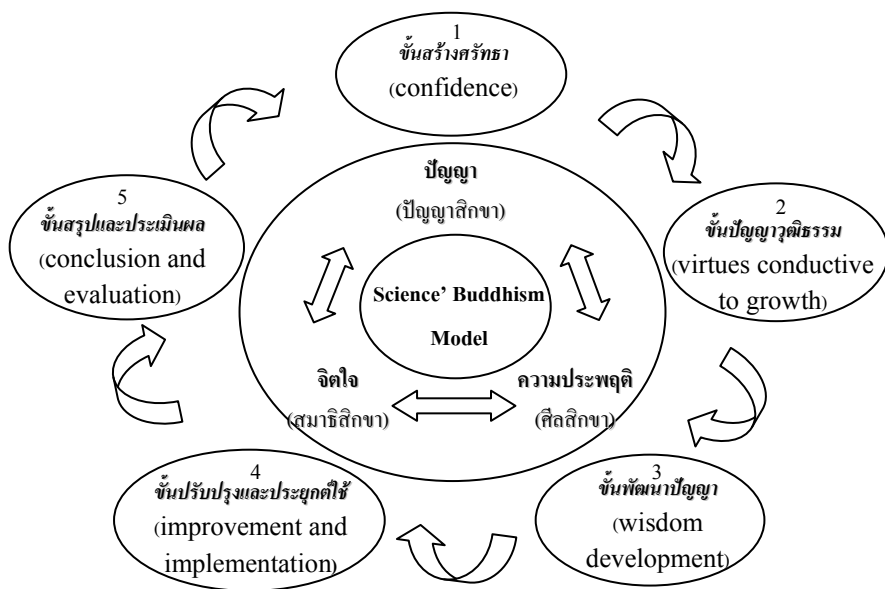 1
ขั้นสร้างศรัทธา
(confidence)
2
ขั้นปัญญาวุฒิธรรม
(virtues conductive
to growth)
3
ขั้นพัฒนาปัญญา
(wisdom
development)
4
ขั้นปรับปรุงและประยุกต์ใช้
(improvement and
implementation)
5
ขั้นสรุปและประเมินผล
(conclusion and
evaluation)
ปัญญา
(ปัญญาสิกขา)
Science’ Buddhism
Model
จิตใจ
(สมาธิสิกขา)
ความประพฤติ
(ศีลสิกขา)